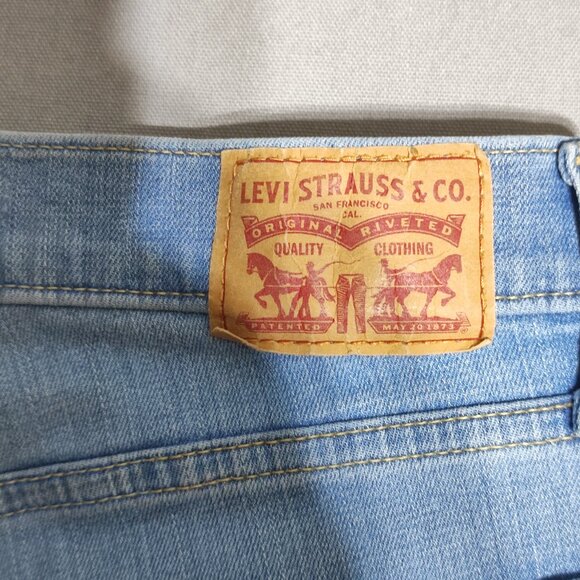 LEVI STRAUSS & CO.
SAN FRANCISCO
CAL.
ORIGINAL RIVETED
QUALITY CLOTHING
PATENTED MAY 20 1873